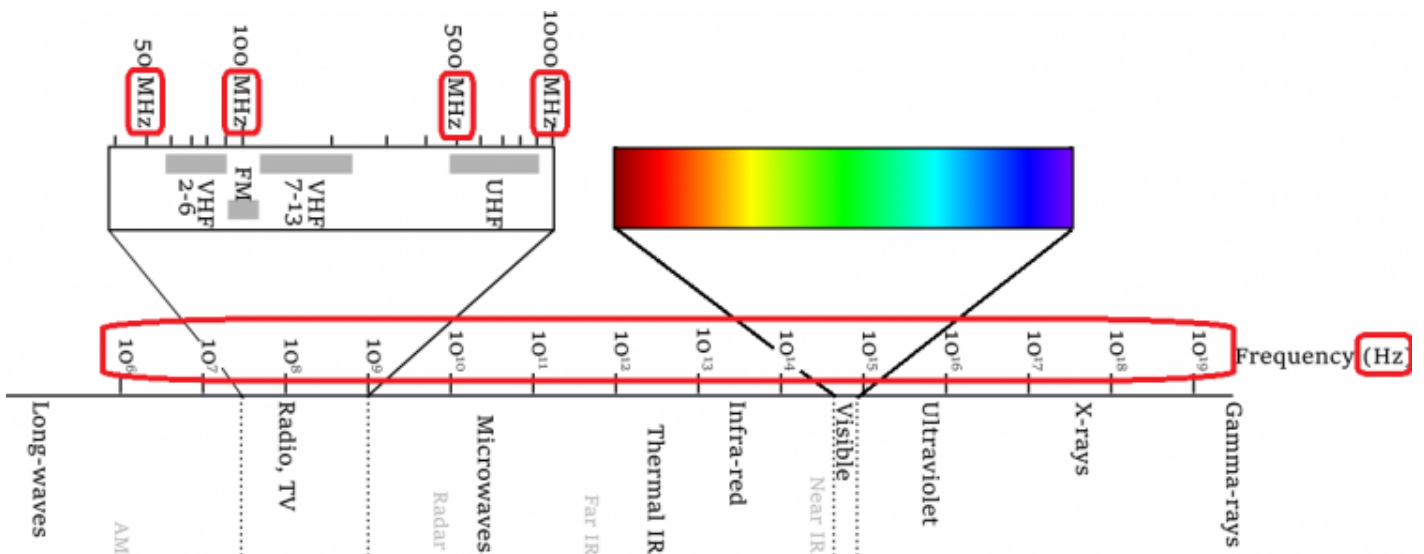 50 MHz
100 MHz
500 MHz
1000 MHz
VHF
2-6
FM
VHF
7-13
UHF
10⁶
10⁷
10⁸
10⁹
10¹⁰
10¹¹
10¹²
10¹³
10¹⁴
10¹⁵
10¹⁶
10¹⁷
10¹⁸
10¹⁹
Frequency (Hz)
Long-waves
Radio, TV
Microwaves
Thermal IR
Infra-red
Visible
Ultraviolet
X-rays
Gamma-rays
AM
Radar
Far IR
Near IR